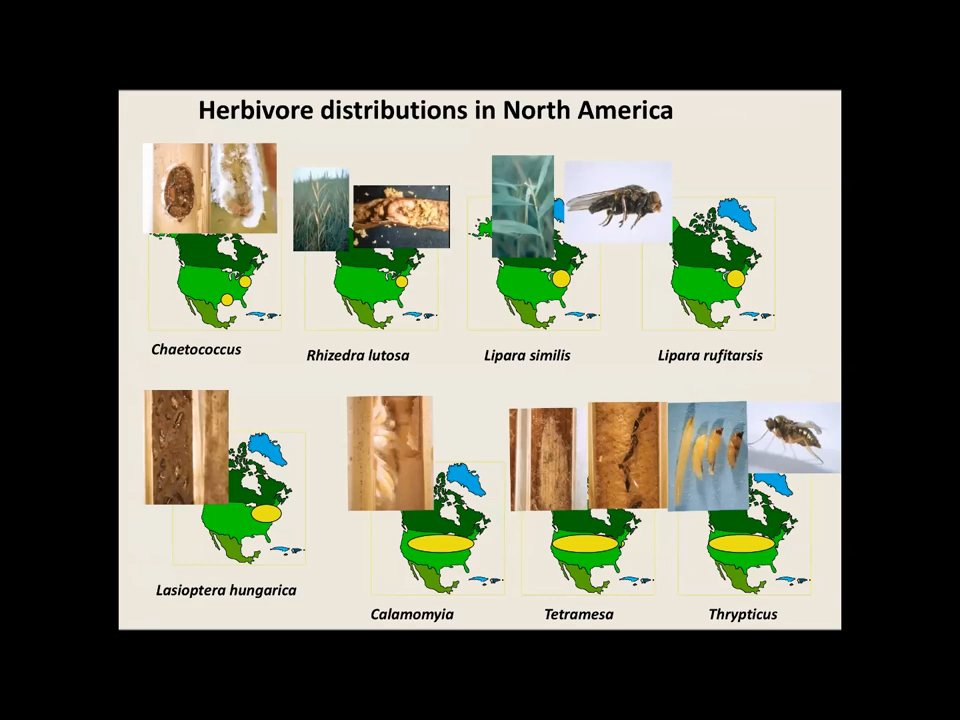 Herbivore distributions in North America
Chaetococcus
Rhizedra lutosa
Lipara similis
Lipara rufitarsis
Lasioptera hungarica
Calamomyia
Tetramesa
Thrypticus